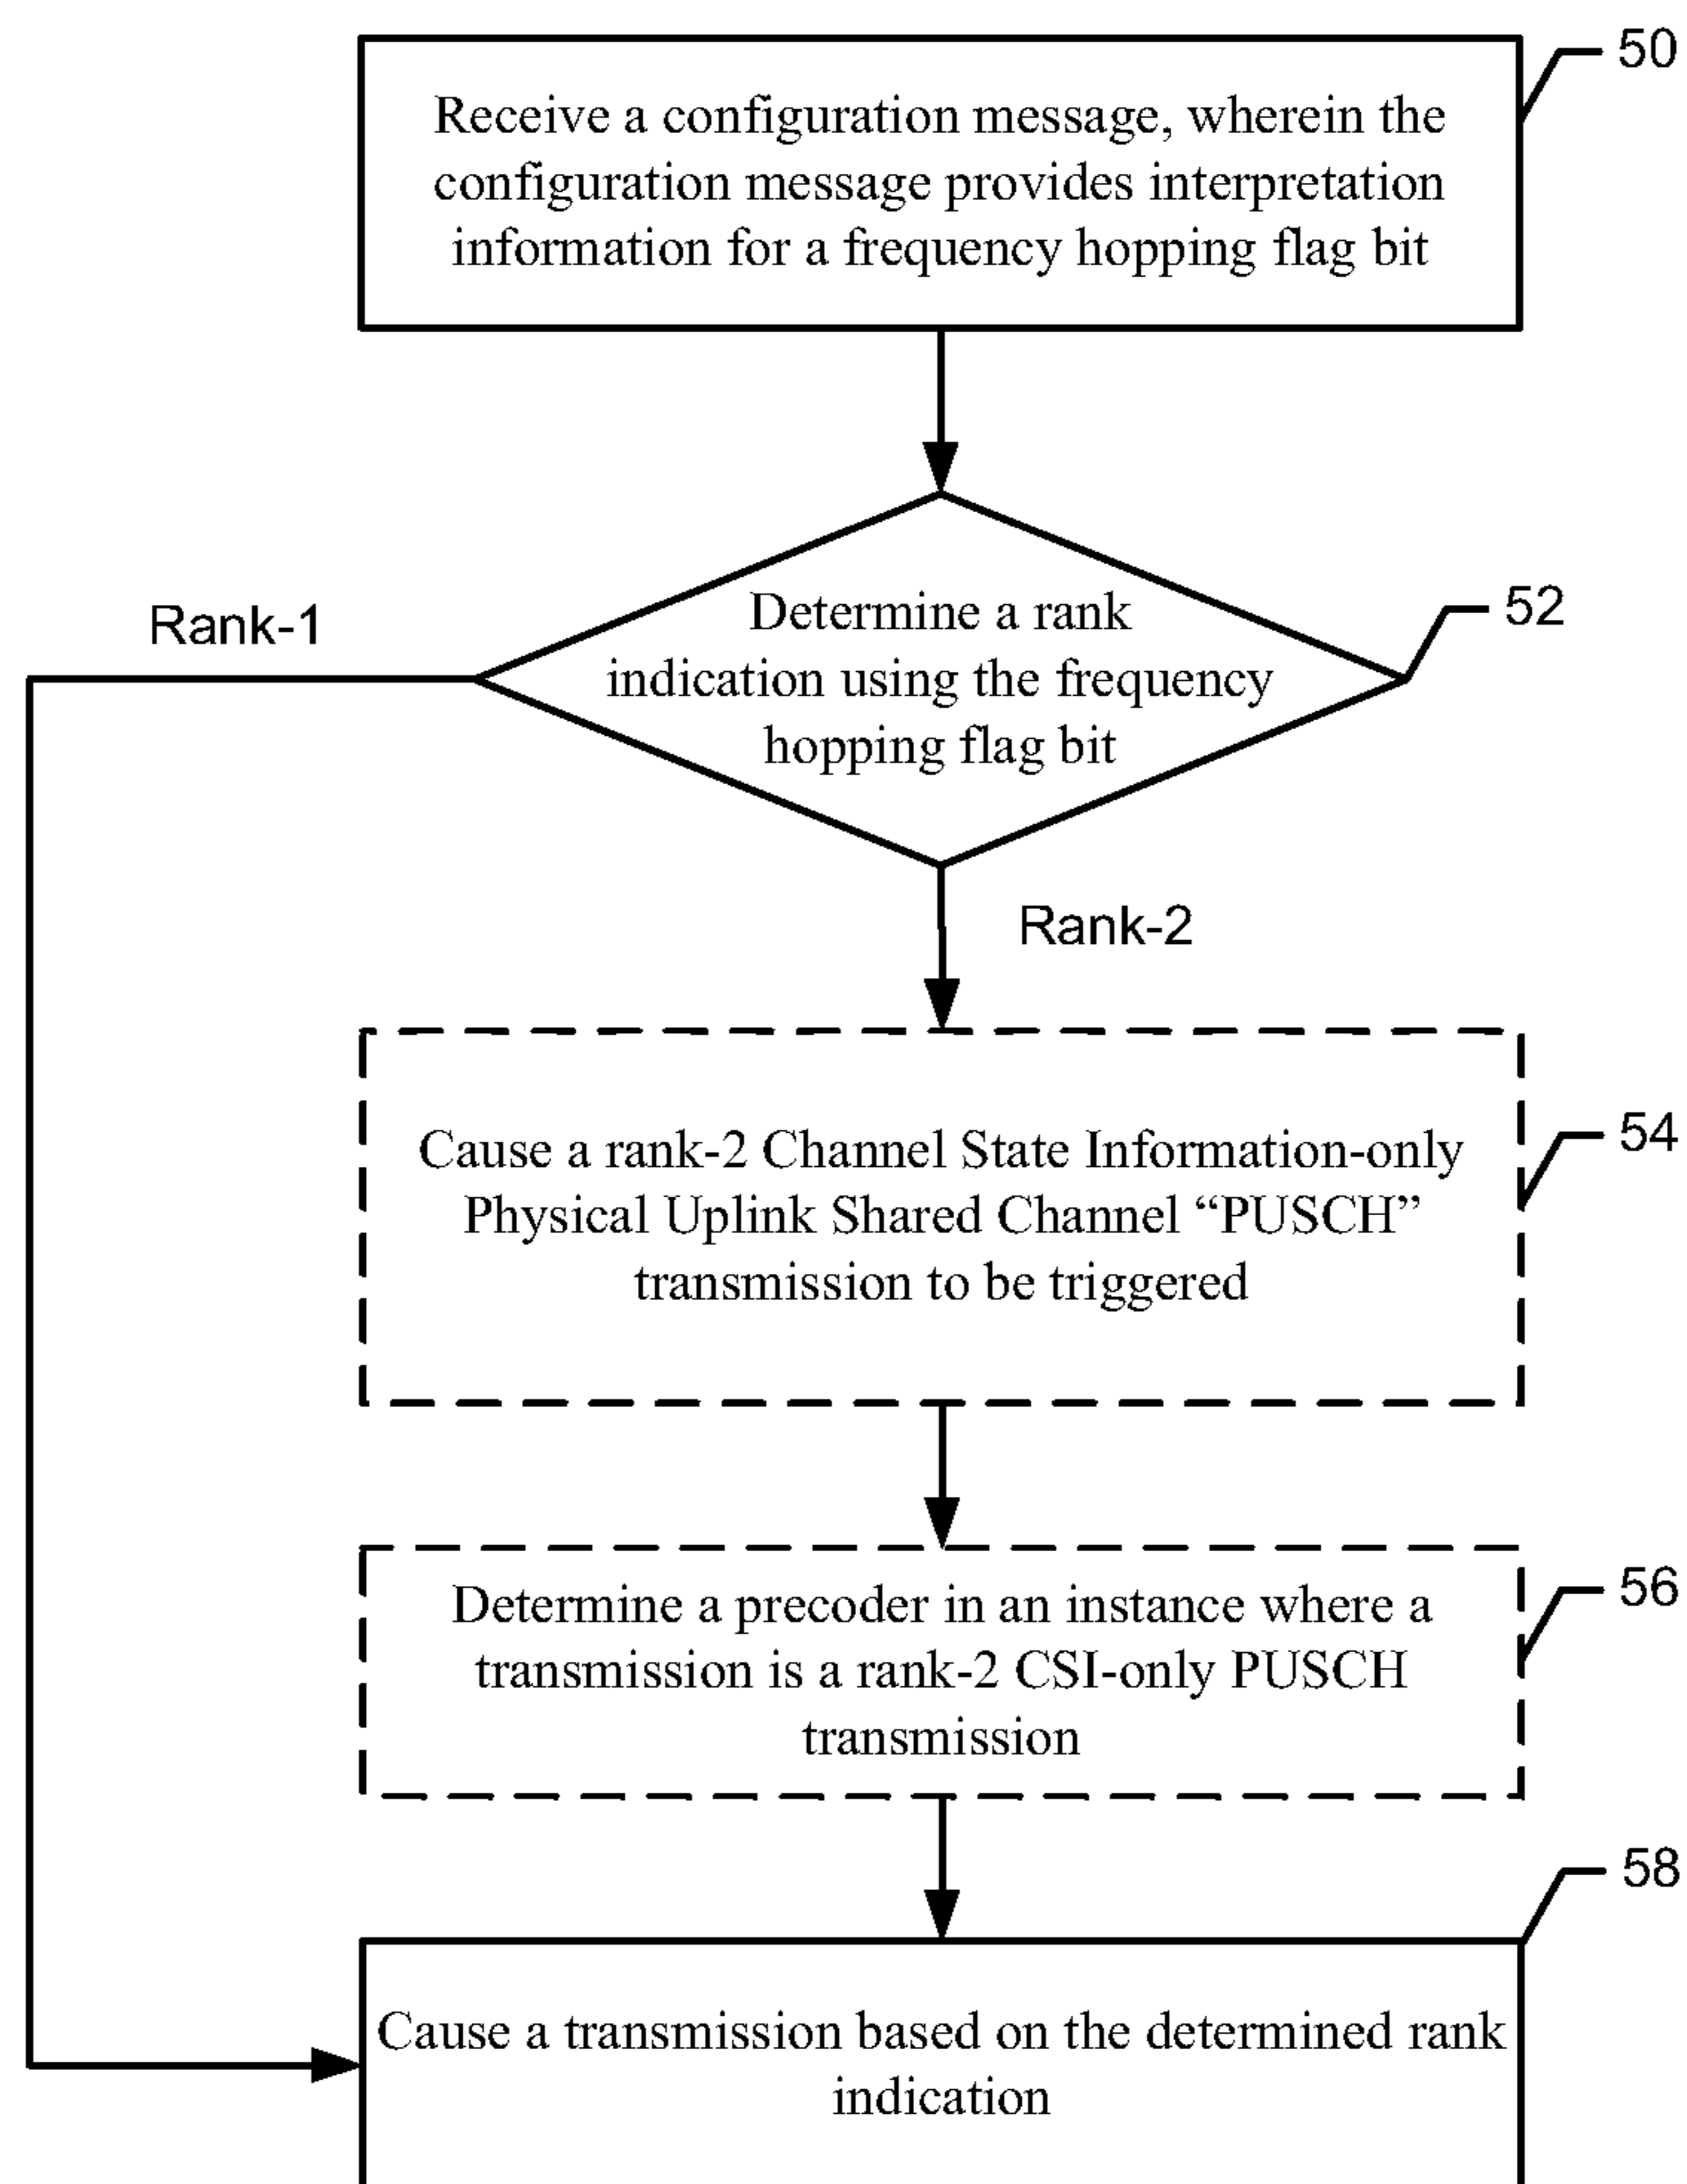 50
Receive a configuration message, wherein the
configuration message provides interpretation
information for a frequency hopping flag bit
Rank-1
52
Determine a rank
indication using the frequency
hopping flag bit
Rank-2
54
Cause a rank-2 Channel State Information-only
Physical Uplink Shared Channel “PUSCH”
transmission to be triggered
56
Determine a precoder in an instance where a
transmission is a rank-2 CSI-only PUSCH
transmission
58
Cause a transmission based on the determined rank
indication